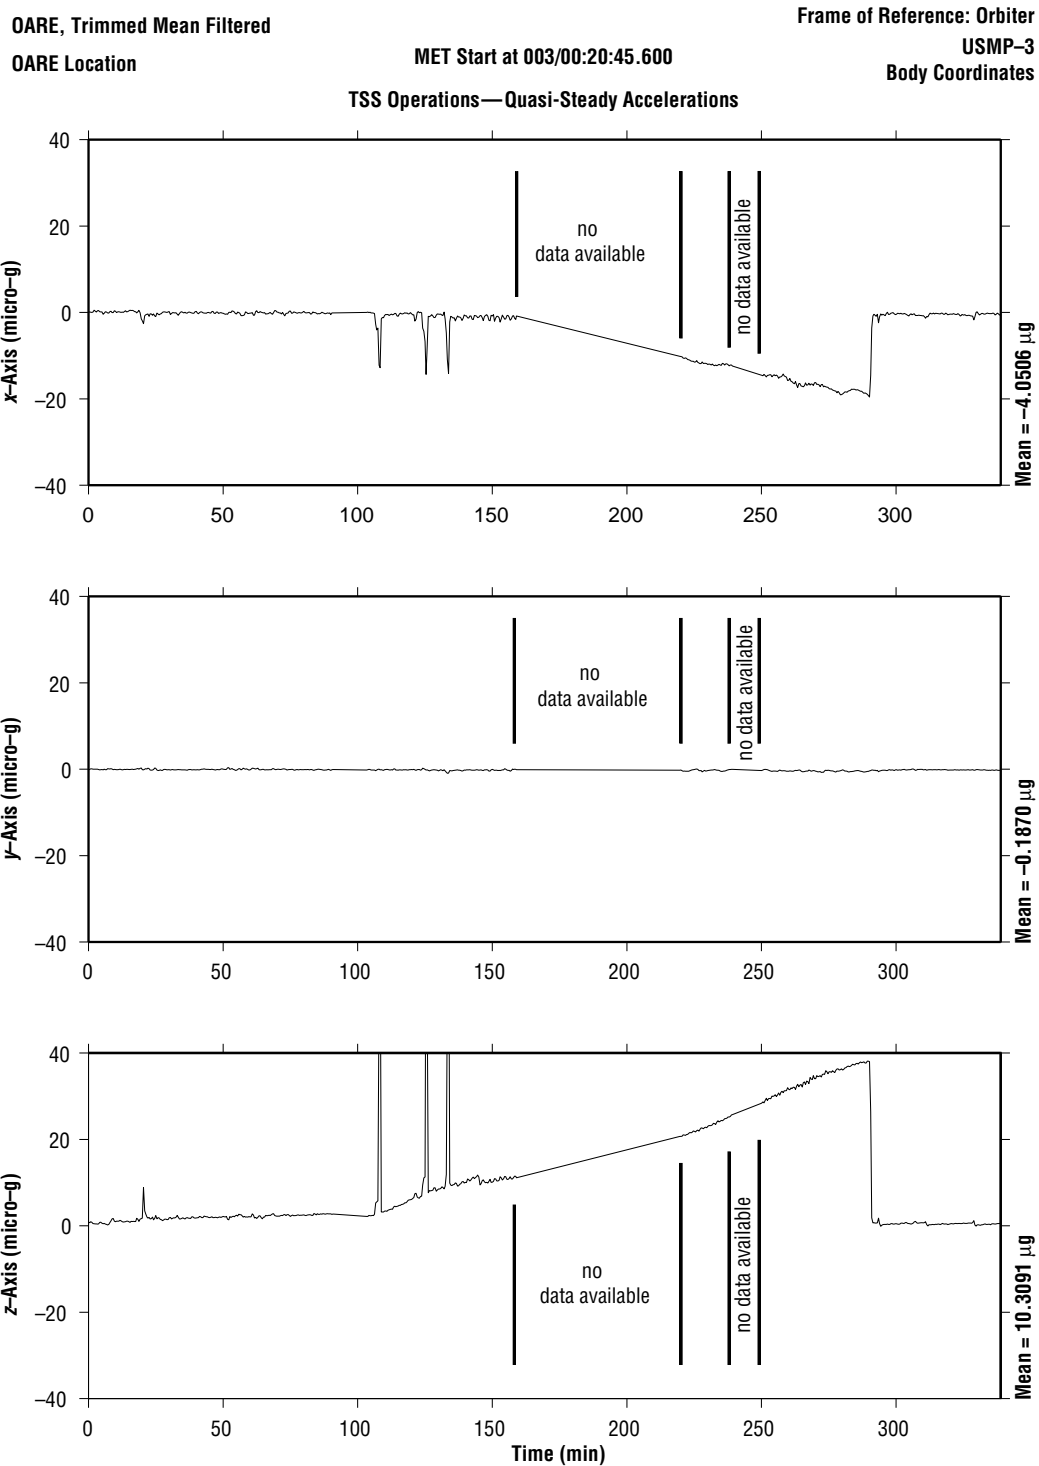 OARE, Trimmed Mean Filtered
OARE Location
MET Start at 003/00:20:45.600
Frame of Reference: Orbiter
USMP–3
Body Coordinates
TSS Operations—Quasi-Steady Accelerations
x–Axis (micro–g)
40
20
0
–20
–40
no
data available
no data available
Mean = –4.0506 µg
0 50 100 150 200 250 300
y–Axis (micro–g)
40
20
0
–20
–40
no
data available
no data available
Mean = –0.1870 µg
0 50 100 150 200 250 300
z–Axis (micro–g)
40
20
0
–20
–40
no
data available
no data available
Mean = 10.3091 µg
0 50 100 150 200 250 300
Time (min)